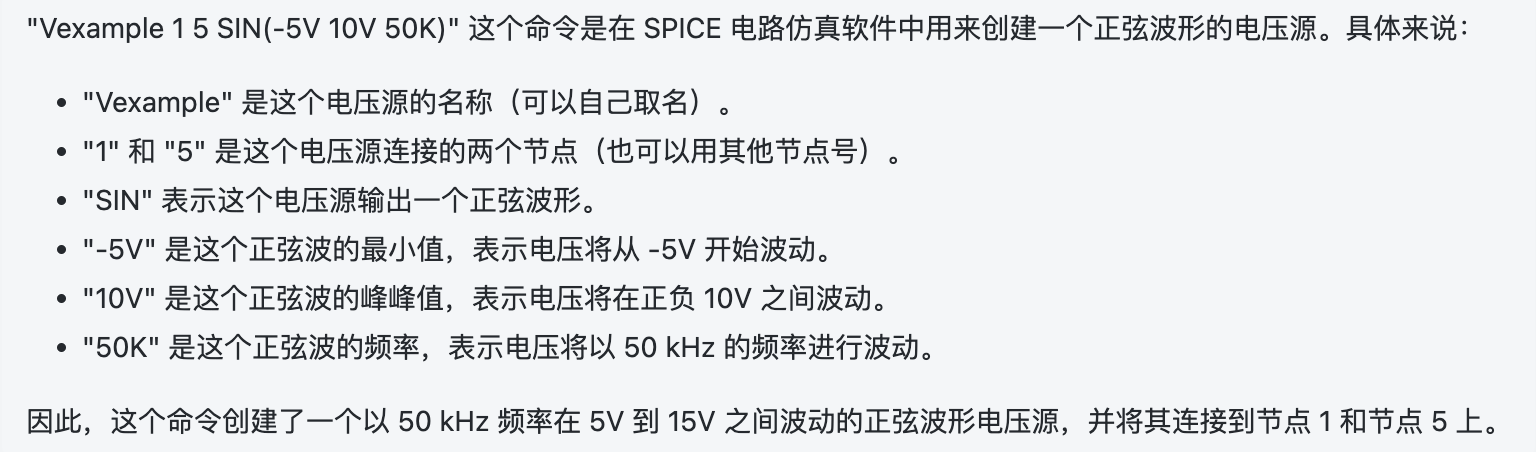 "Vexample 1 5 SIN(-5V 10V 50K)" 这个命令是在 SPICE 电路仿真软件中用来创建一个正弦波形的电压源。具体来说：
• "Vexample" 是这个电压源的名称（可以自己取名）。
• "1" 和 "5" 是这个电压源连接的两个节点（也可以用其他节点号）。
• "SIN" 表示这个电压源输出一个正弦波形。
• "-5V" 是这个正弦波的最小值，表示电压将从 -5V 开始波动。
• "10V" 是这个正弦波的峰峰值，表示电压将在正负 10V 之间波动。
• "50K" 是这个正弦波的频率，表示电压将以 50 kHz 的频率进行波动。
因此，这个命令创建了一个以 50 kHz 频率在 5V 到 15V 之间波动的正弦波形电压源，并将其连接到节点 1 和节点 5 上。